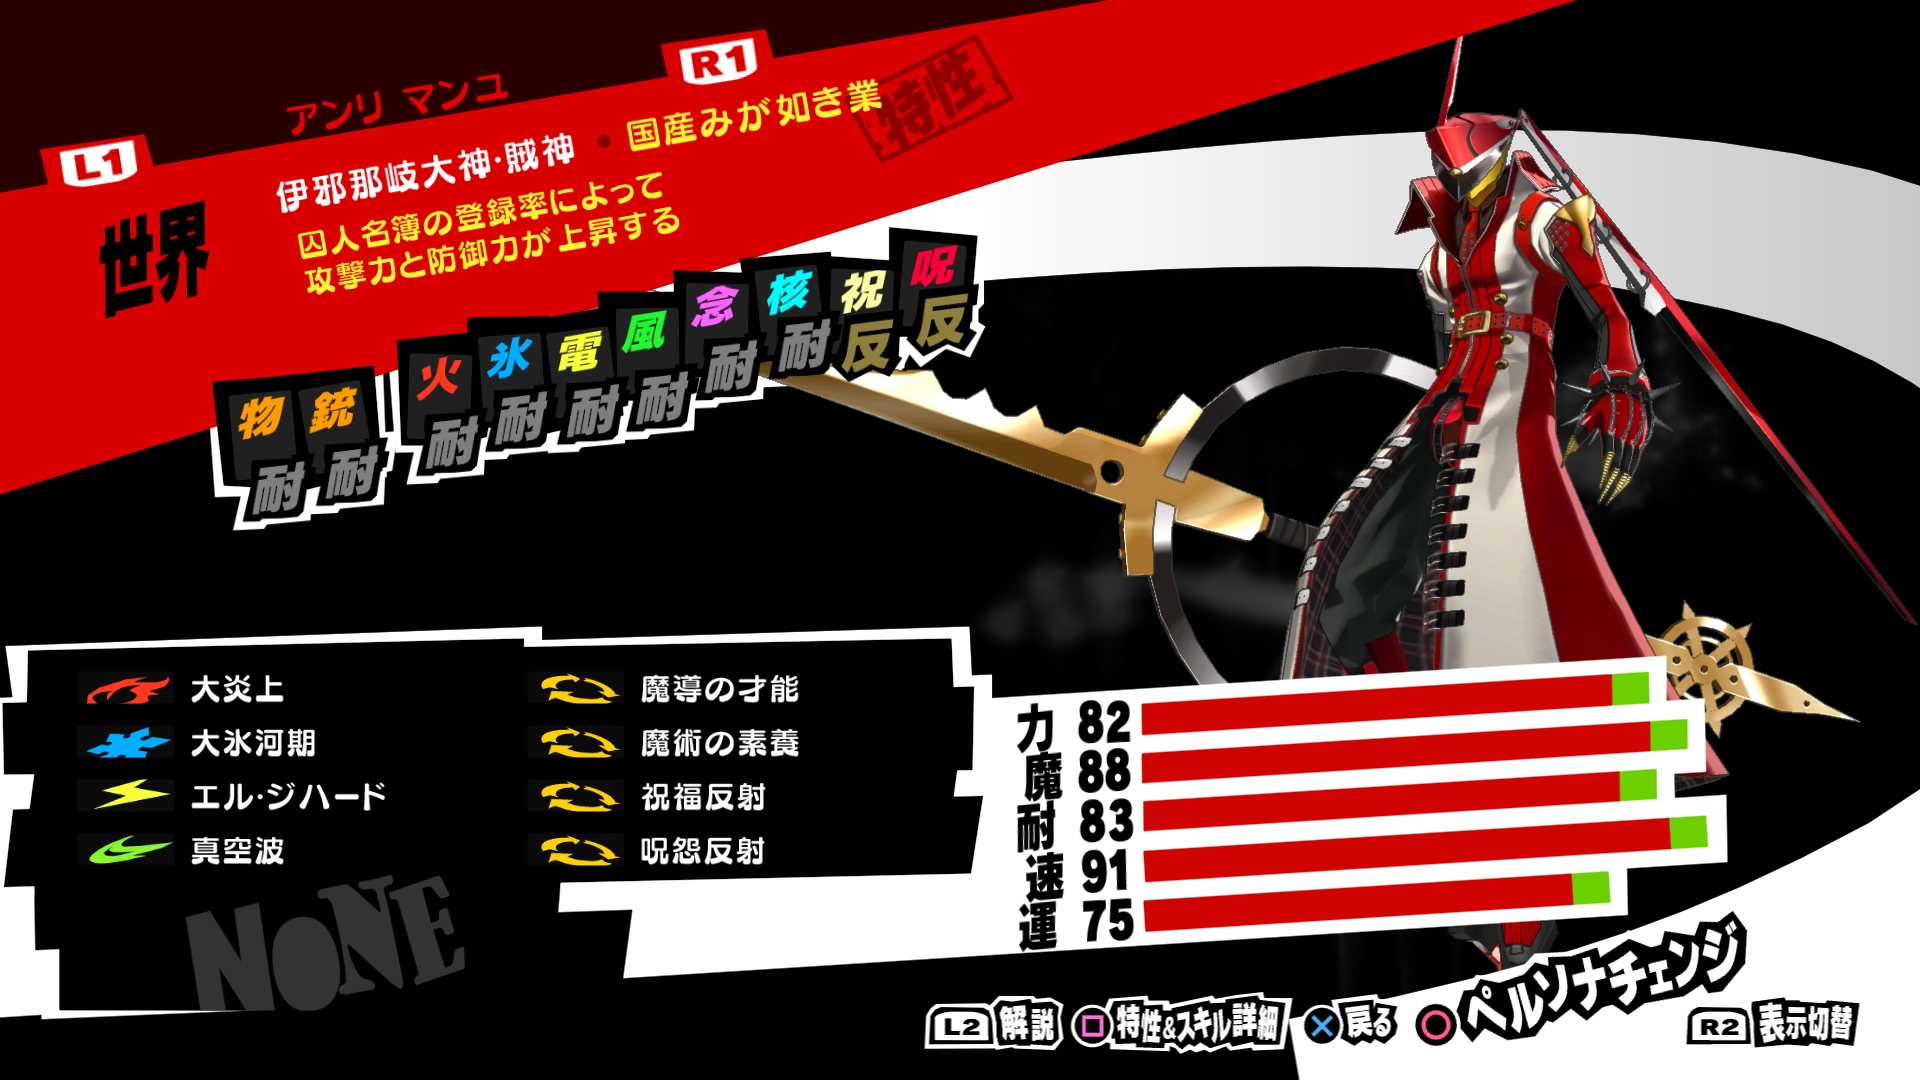 アンリ マンユ
R1
L1
世界
伊邪那岐大神・賊神 ・ 国産みが如き業
特性
囚人名簿の登録率によって
攻撃力と防御力が上昇する
物 銃 火 氷 電 風 念 核 祝 呪
耐 耐 耐 耐 耐 耐 耐 耐 反 反
大炎上
大氷河期
エル・ジハード
真空波
魔導の才能
魔術の素養
祝福反射
呪怨反射
NONE
力 82
魔 88
耐 83
速 91
運 75
ペルソナチェンジ
L2 解説 特性&スキル詳細 戻る
R2 表示切替